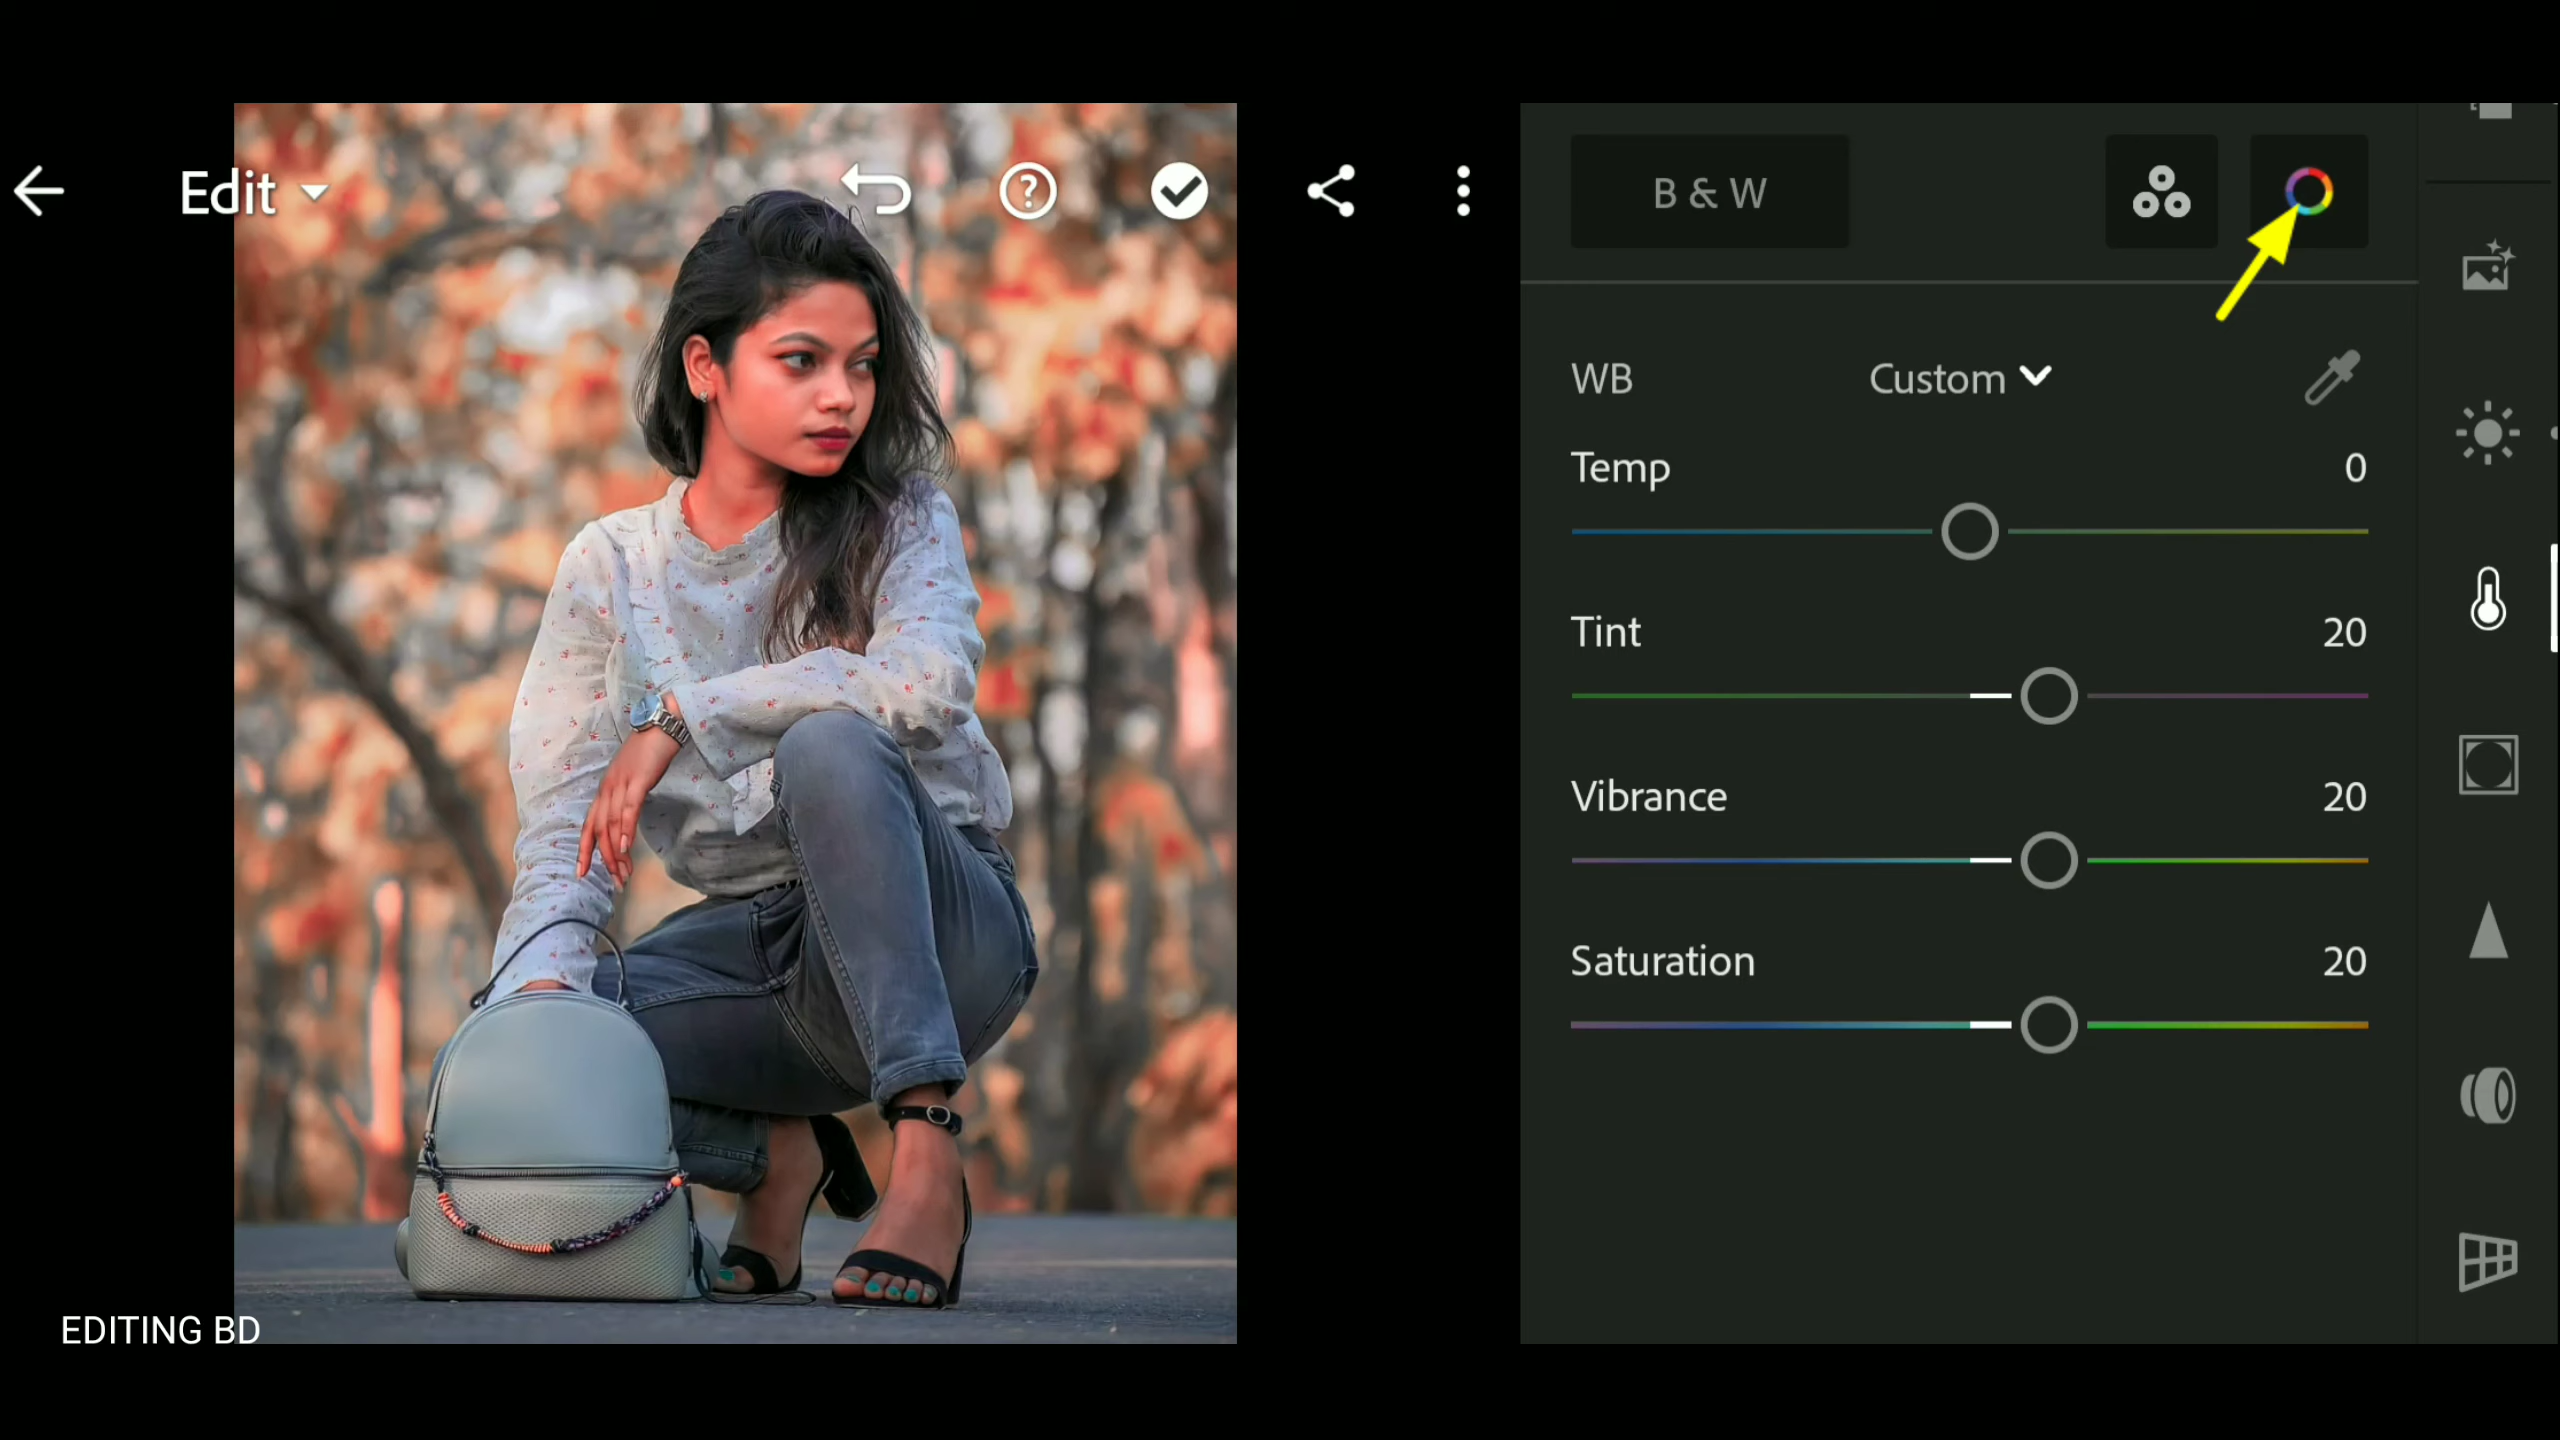 Edit
B & W
WB
Custom
Temp
0
Tint
20
Vibrance
20
Saturation
20
EDITING BD